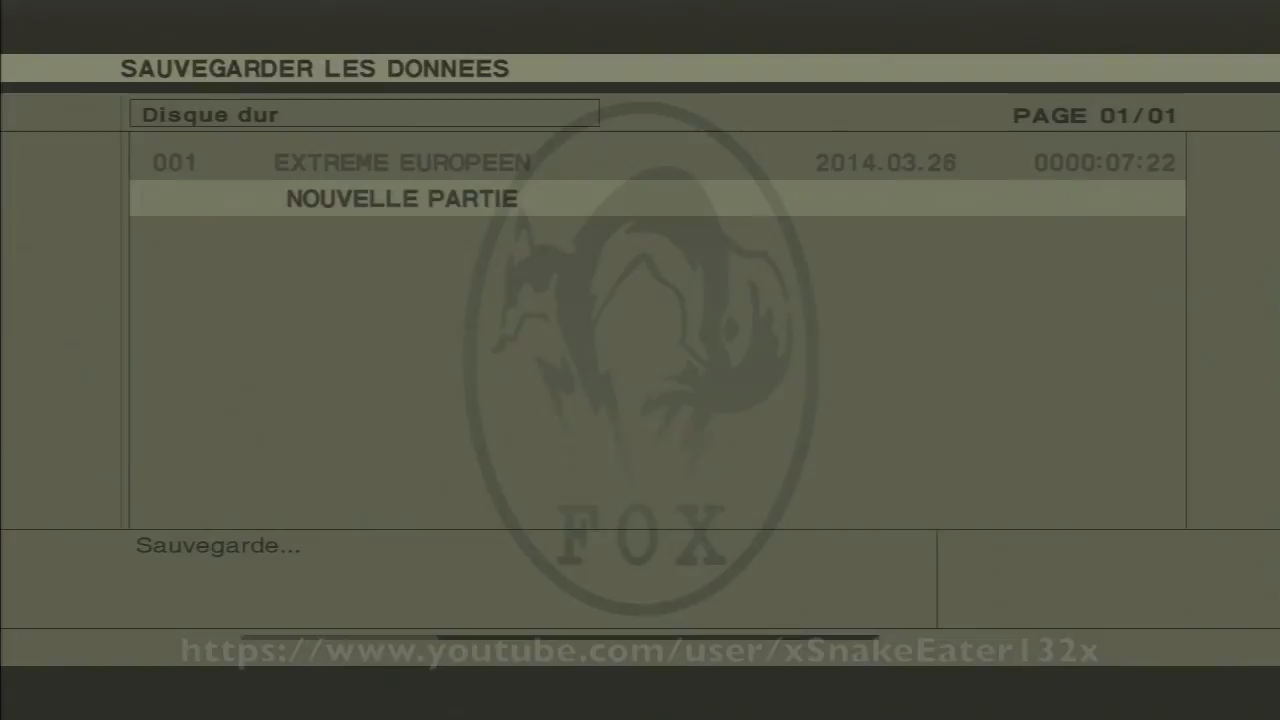 SAUVEGARDER LES DONNEES
Disque dur PAGE 01/01
001 EXTREME EUROPEEN 2014.03.26 0000:07:22
NOUVELLE PARTIE
FOX
Sauvegarde...
https://www.youtube.com/user/xSnakeEater132x